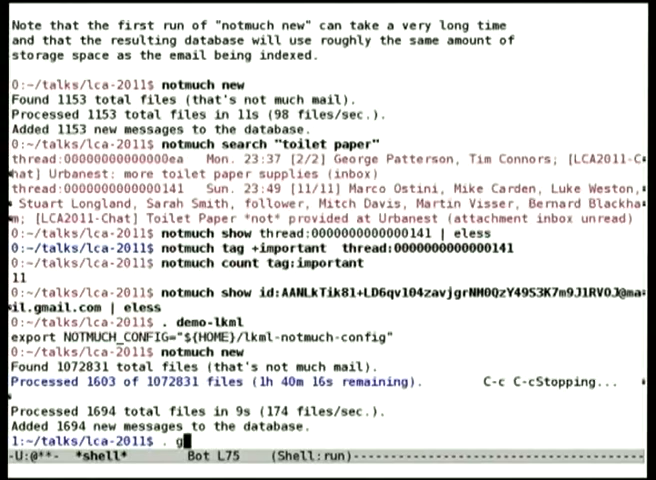 Note that the first run of "notmuch new" can take a very long time
and that the resulting database will use roughly the same amount of
storage space as the email being indexed.
0:~/talks/lca-2011$ notmuch new
Found 1153 total files (that's not much mail).
Processed 1153 total files in 11s (98 files/sec.).
Added 1153 new messages to the database.
0:~/talks/lca-2011$ notmuch search "toilet paper"
thread:00000000000000ea   Mon. 23:37 [2/2] George Patterson, Tim Connors; [LCA2011-C
hat] Urbanest: more toilet paper supplies (inbox)
thread:0000000000000141   Sun. 23:49 [11/11] Marco Ostini, Mike Carden, Luke Weston,
Stuart Longland, Sarah Smith, follower, Mitch Davis, Martin Visser, Bernard Blackha
m; [LCA2011-Chat] Toilet Paper *not* provided at Urbanest (attachment inbox unread)
0:~/talks/lca-2011$ notmuch show thread:0000000000000141 | eless
0:~/talks/lca-2011$ notmuch tag +important  thread:0000000000000141
0:~/talks/lca-2011$ notmuch count tag:important
11
0:~/talks/lca-2011$ notmuch show id:AANLkTik81+LD6qv104zavjgrNM0QzY49S3K7m9J1RVOJ@ma
il.gmail.com | eless
0:~/talks/lca-2011$ . demo-lkml
export NOTMUCH_CONFIG="${HOME}/lkml-notmuch-config"
0:~/talks/lca-2011$ notmuch new
Found 1072831 total files (that's not much mail).
Processed 1603 of 1072831 files (1h 40m 16s remaining).        C-c C-cStopping...
Processed 1694 total files in 9s (174 files/sec.).
Added 1694 new messages to the database.
1:~/talks/lca-2011$ . g
-U:@**-  *shell*        Bot L75    (Shell:run)